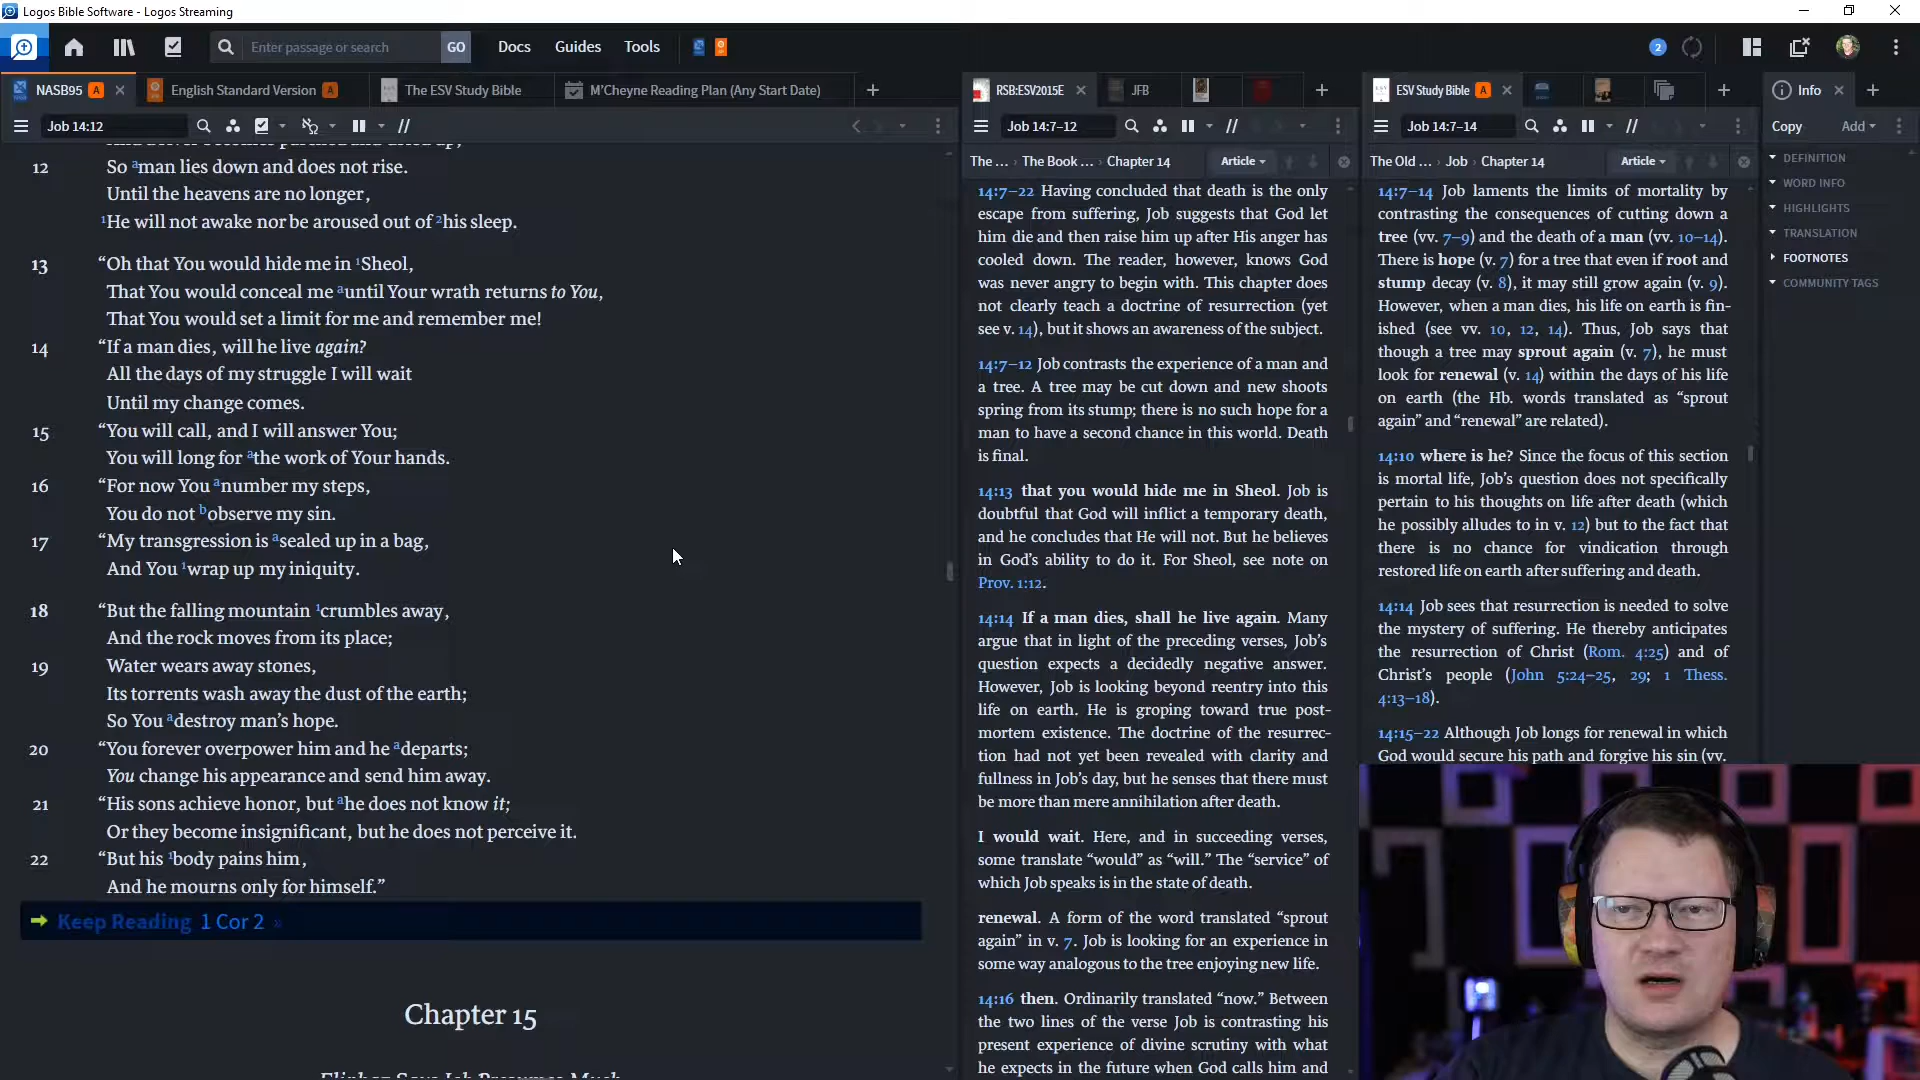 Logos Bible Software - Logos Streaming
Enter passage or search
GO
Docs
Guides
Tools
2
NASB95 A
English Standard Version A
The ESV Study Bible
M'Cheyne Reading Plan (Any Start Date)
RSB:ESV2015E
JFB
ESV Study Bible A
Info
Job 14:12
Job 14:7–12
Job 14:7–14
Copy
Add
The ... › The Book ... › Chapter 14
Article
The Old ... › Job › Chapter 14
Article
12 So ᵃman lies down and does not rise.
Until the heavens are no longer,
¹He will not awake nor be aroused out of ²his sleep.
13 “Oh that You would hide me in ¹Sheol,
That You would conceal me ᵃuntil Your wrath returns to You,
That You would set a limit for me and remember me!
14 “If a man dies, will he live again?
All the days of my struggle I will wait
Until my change comes.
15 “You will call, and I will answer You;
You will long for ᵃthe work of Your hands.
16 “For now You ᵃnumber my steps,
You do not ᵇobserve my sin.
17 “My transgression is ᵃsealed up in a bag,
And You ¹wrap up my iniquity.
18 “But the falling mountain ¹crumbles away,
And the rock moves from its place;
19 Water wears away stones,
Its torrents wash away the dust of the earth;
So You ᵃdestroy man’s hope.
20 “You forever overpower him and he ᵃdeparts;
You change his appearance and send him away.
21 “His sons achieve honor, but ᵃhe does not know it;
Or they become insignificant, but he does not perceive it.
22 “But his ¹body pains him,
And he mourns only for himself.”
Keep Reading 1 Cor 2 »
Chapter 15
14:7–22 Having concluded that death is the only
escape from suffering, Job suggests that God let
him die and then raise him up after His anger has
cooled down. The reader, however, knows God
was never angry to begin with. This chapter does
not clearly teach a doctrine of resurrection (yet
see v. 14), but it shows an awareness of the subject.
14:7–12 Job contrasts the experience of a man and
a tree. A tree may be cut down and new shoots
spring from its stump; there is no such hope for a
man to have a second chance in this world. Death
is final.
14:13 that you would hide me in Sheol. Job is
doubtful that God will inflict a temporary death,
and he concludes that He will not. But he believes
in God’s ability to do it. For Sheol, see note on
Prov. 1:12.
14:14 If a man dies, shall he live again. Many
argue that in light of the preceding verses, Job’s
question expects a decidedly negative answer.
However, Job is looking beyond reentry into this
life on earth. He is groping toward true post-
mortem existence. The doctrine of the resurrec-
tion had not yet been revealed with clarity and
fullness in Job’s day, but he senses that there must
be more than mere annihilation after death.
I would wait. Here, and in succeeding verses,
some translate “would” as “will.” The “service” of
which Job speaks is in the state of death.
renewal. A form of the word translated “sprout
again” in v. 7. Job is looking for an experience in
some way analogous to the tree enjoying new life.
14:16 then. Ordinarily translated “now.” Between
the two lines of the verse Job is contrasting his
present experience of divine scrutiny with what
he expects in the future when God calls him and
14:7–14 Job laments the limits of mortality by
contrasting the consequences of cutting down a
tree (vv. 7–9) and the death of a man (vv. 10–14).
There is hope (v. 7) for a tree that even if root and
stump decay (v. 8), it may still grow again (v. 9).
However, when a man dies, his life on earth is fin-
ished (see vv. 10, 12, 14). Thus, Job says that
though a tree may sprout again (v. 7), he must
look for renewal (v. 14) within the days of his life
on earth (the Hb. words translated as “sprout
again” and “renewal” are related).
14:10 where is he? Since the focus of this section
is mortal life, Job’s question does not specifically
pertain to his thoughts on life after death (which
he possibly alludes to in v. 12) but to the fact that
there is no chance for vindication through
restored life on earth after suffering and death.
14:14 Job sees that resurrection is needed to solve
the mystery of suffering. He thereby anticipates
the resurrection of Christ (Rom. 4:25) and of
Christ’s people (John 5:24–25, 29; 1 Thess.
4:13–18).
14:15–22 Although Job longs for renewal in which
God would secure his path and forgive his sin (vv.
DEFINITION
WORD INFO
HIGHLIGHTS
TRANSLATION
FOOTNOTES
COMMUNITY TAGS